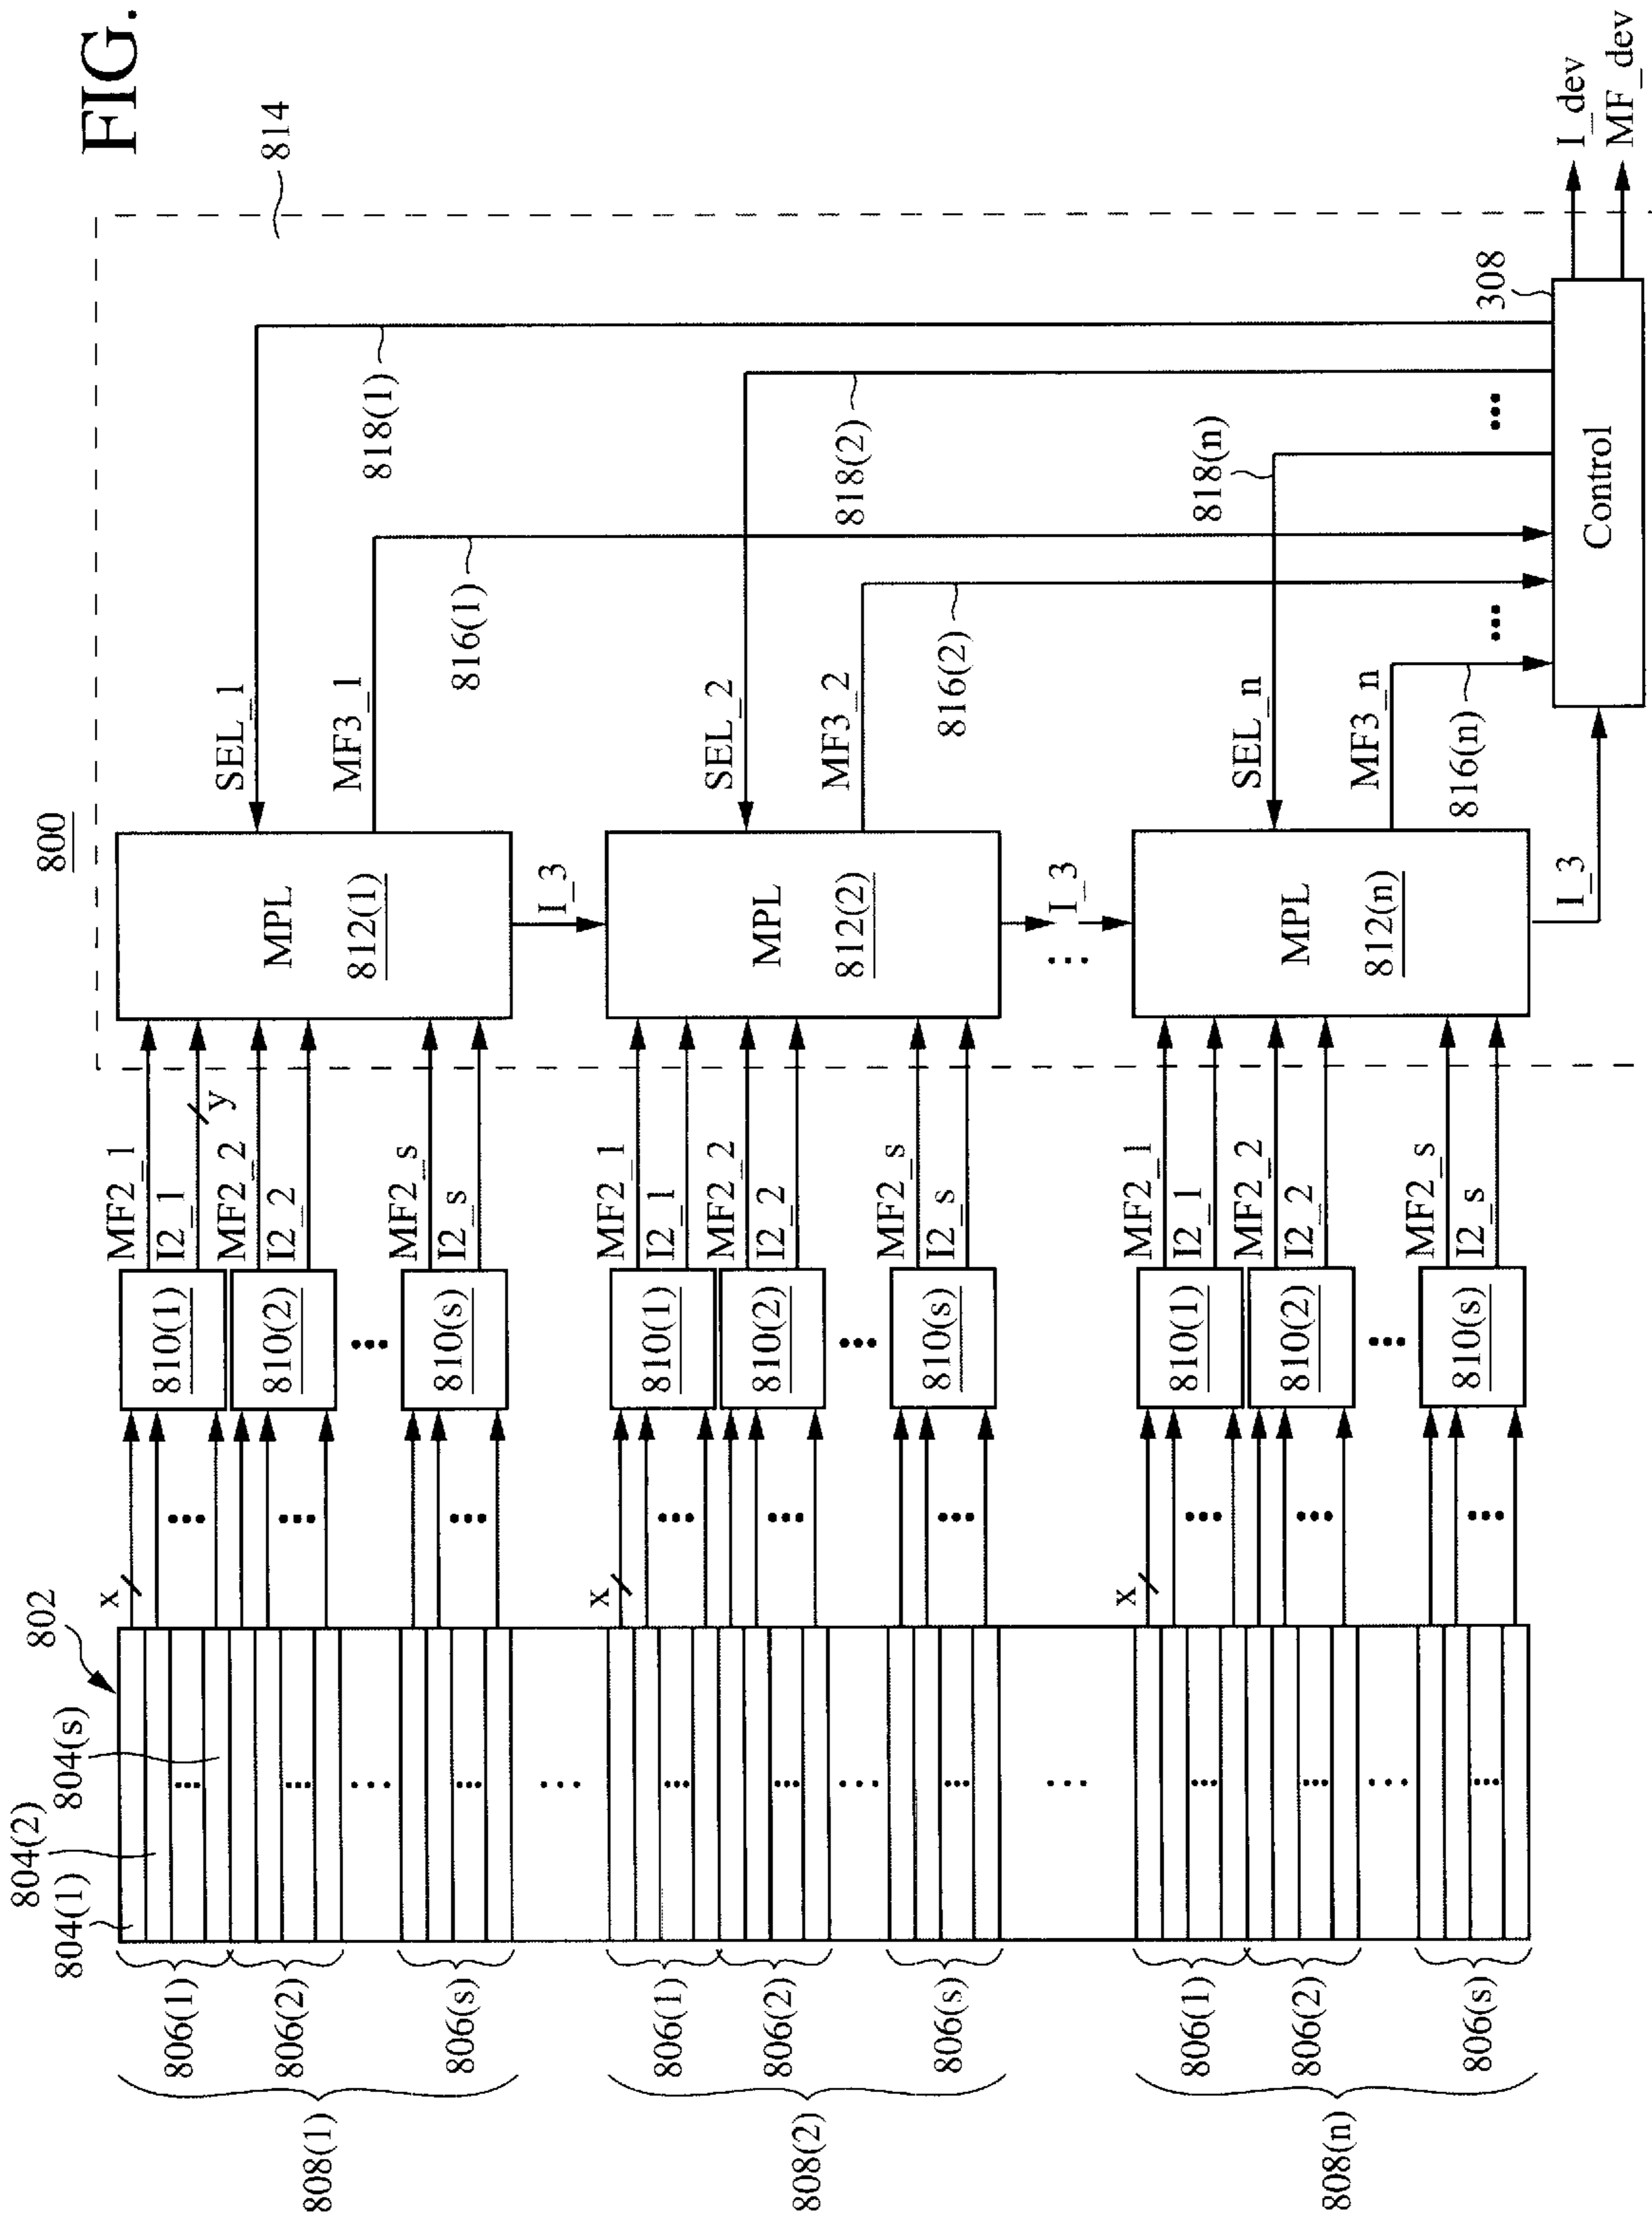 FIG.
800
814
802
804(1)
804(2)
804(s)
x
806(1)
806(2)
806(s)
808(1)
810(1)
810(2)
810(s)
MF2_1
I2_1
y
MF2_2
I2_2
MF2_s
I2_s
MPL
812(1)
SEL_1
MF3_1
818(1)
816(1)
I_3
x
806(1)
806(2)
806(s)
808(2)
810(1)
810(2)
810(s)
MF2_1
I2_1
MF2_2
I2_2
MF2_s
I2_s
MPL
812(2)
SEL_2
MF3_2
818(2)
816(2)
I_3
x
806(1)
806(2)
806(s)
808(n)
810(1)
810(2)
810(s)
MF2_1
I2_1
MF2_2
I2_2
MF2_s
I2_s
MPL
812(n)
SEL_n
MF3_n
818(n)
816(n)
I_3
308
Control
I_dev
MF_dev